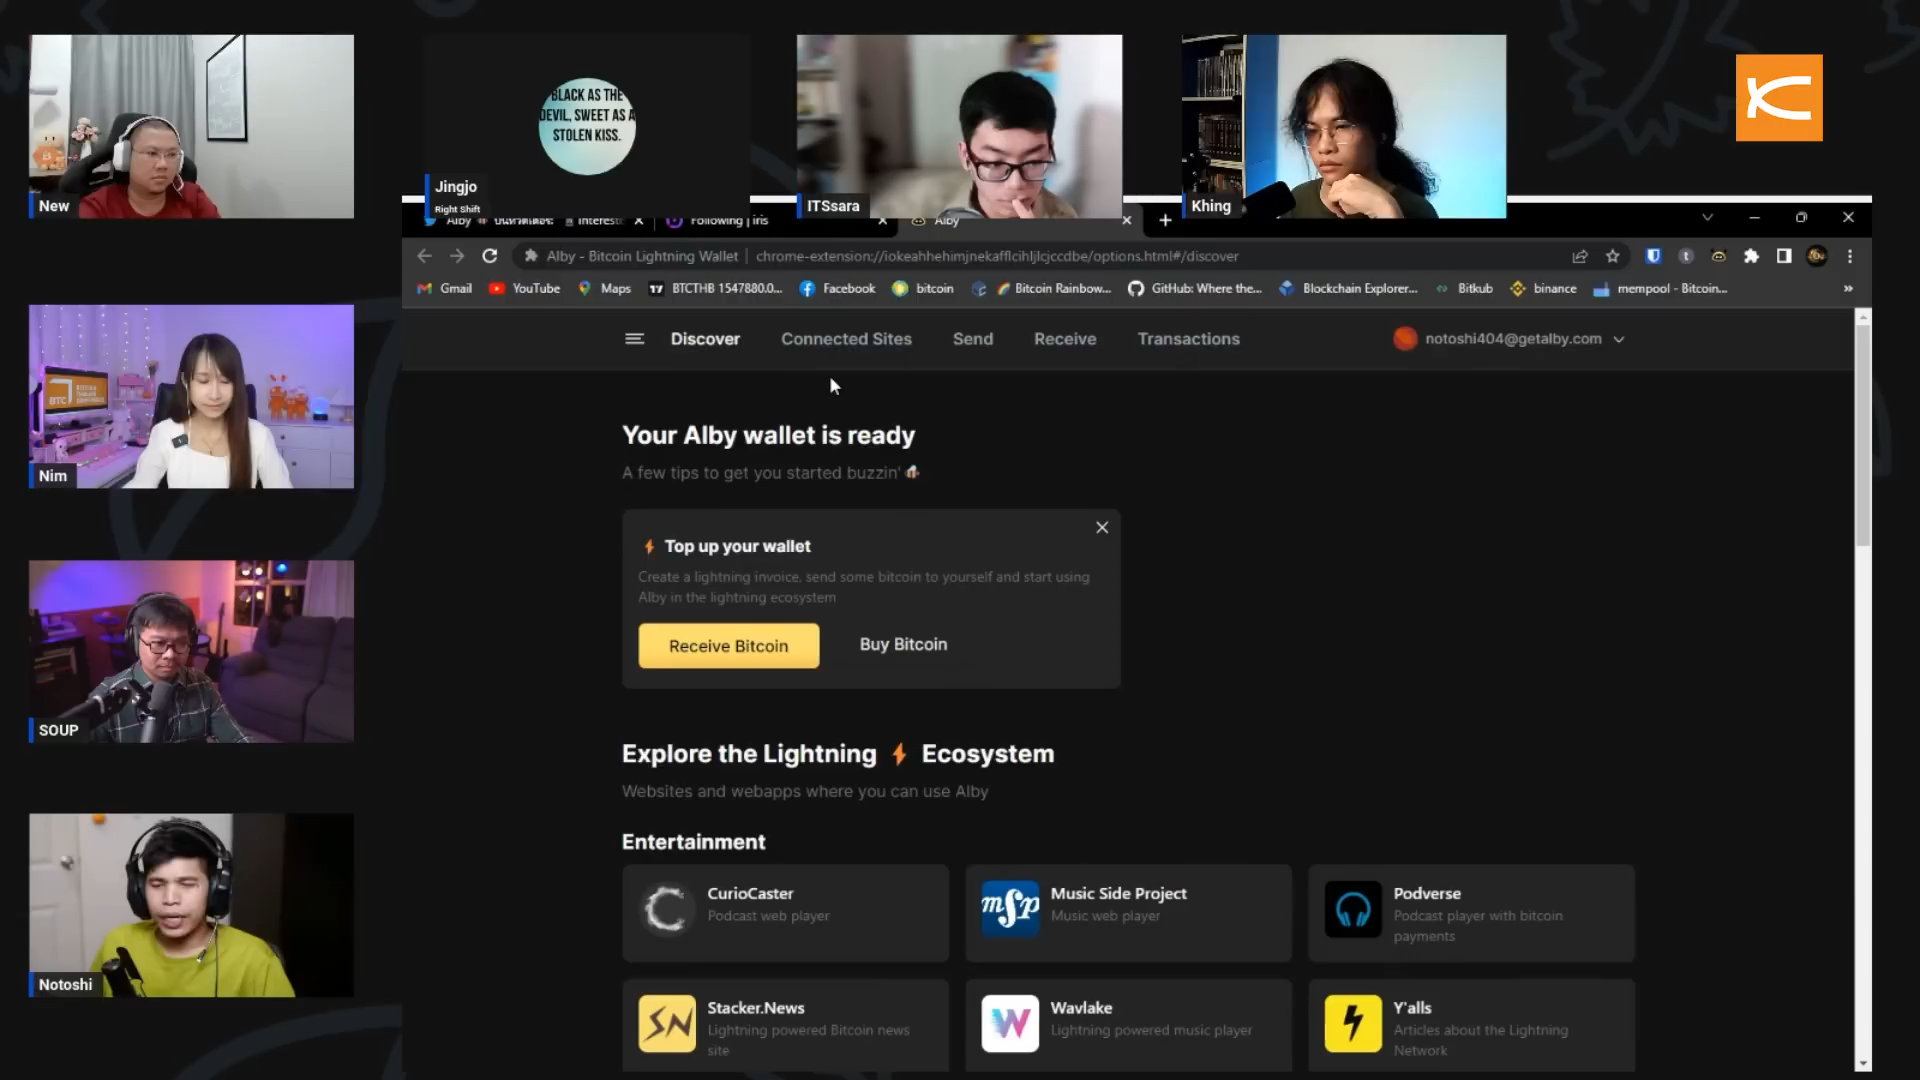 New
BLACK AS THE
DEVIL, SWEET AS A
STOLEN KISS.
Jingjo
Right Shift
ITSsara
Khing
Nim
SOUP
Notoshi
Alby
Following | iris
Alby
Alby - Bitcoin Lightning Wallet | chrome-extension://iokeahhehimjnekafflcihljlcjccdbe/options.html#/discover
Gmail YouTube Maps BTCTHB 1547880.0... Facebook bitcoin Bitcoin Rainbow... GitHub: Where the... Blockchain Explorer... Bitkub binance mempool - Bitcoin...
Discover Connected Sites Send Receive Transactions notoshi404@getalby.com
Your Alby wallet is ready
A few tips to get you started buzzin'
Top up your wallet
Create a lightning invoice, send some bitcoin to yourself and start using
Alby in the lightning ecosystem
Receive Bitcoin Buy Bitcoin
Explore the Lightning Ecosystem
Websites and webapps where you can use Alby
Entertainment
CurioCaster
Podcast web player
mSp
Music Side Project
Music web player
Podverse
Podcast player with bitcoin
payments
SN
Stacker.News
Lightning powered Bitcoin news
site
W
Wavlake
Lightning powered music player
Y'alls
Articles about the Lightning
Network